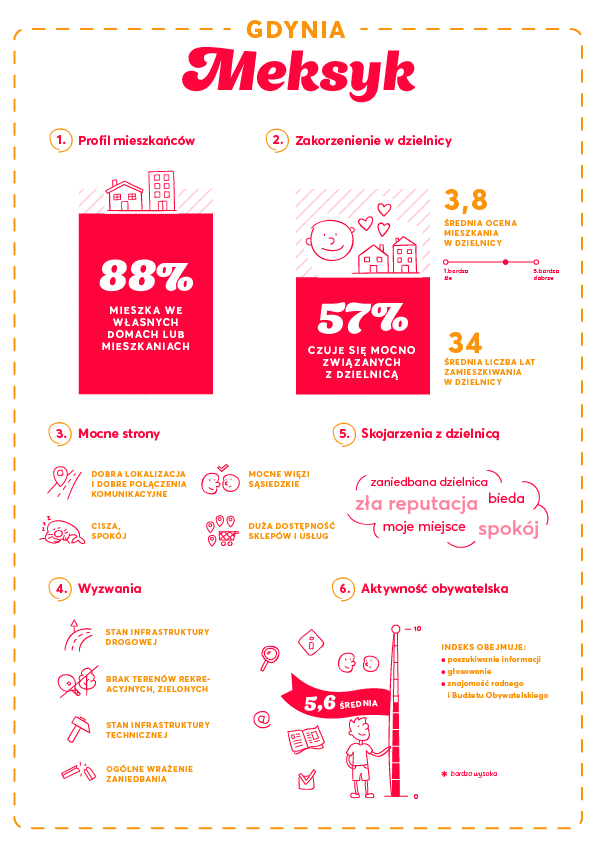 GDYNIA
Meksyk
1. Profil mieszkańców
88%
MIESZKA WE
WŁASNYCH
DOMACH LUB
MIESZKANIACH
2. Zakorzenienie w dzielnicy
57%
CZUJE SIĘ MOCNO
ZWIĄZANYCH
Z DZIELNICĄ
3,8
ŚREDNIA OCENA
MIESZKANIA
W DZIELNICY
1.bardzo
źle
5.bardzo
dobrze
34
ŚREDNIA LICZBA LAT
ZAMIESZKIWANIA
W DZIELNICY
3. Mocne strony
DOBRA LOKALIZACJA
I DOBRE POŁĄCZENIA
KOMUNIKACYJNE
MOCNE WIĘZI
SĄSIEDZKIE
z z z
CISZA,
SPOKÓJ
DUŻA DOSTĘPNOŚĆ
SKLEPÓW I USŁUG
5. Skojarzenia z dzielnicą
zaniedbana dzielnica
zła reputacja bieda
moje miejsce spokój
4. Wyzwania
STAN INFRASTRUKTURY
DROGOWEJ
BRAK TERENÓW REKRE-
ACYJNYCH, ZIELONYCH
STAN INFRASTRUKTURY
TECHNICZNEJ
OGÓLNE WRAŻENIE
ZANIEDBANIA
6. Aktywność obywatelska
10
5,6 ŚREDNIA
@
0
INDEKS OBEJMUJE:
• poszukiwanie informacji
• głosowanie
• znajomość radnego
i Budżetu Obywatelskiego
* bardzo wysoka